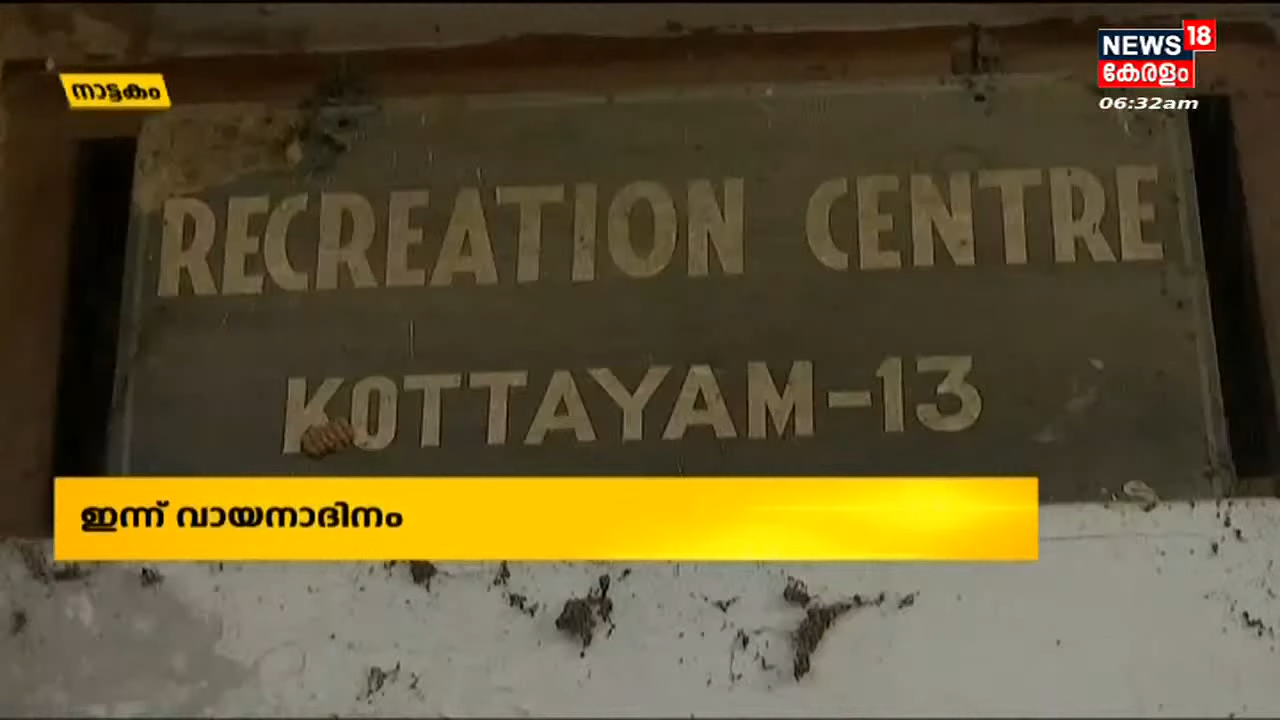 NEWS 18
കേരളം
06:32am
നാട്ടകം
RECREATION CENTRE
KOTTAYAM-13
ഇന്ന് വായനാദിനം